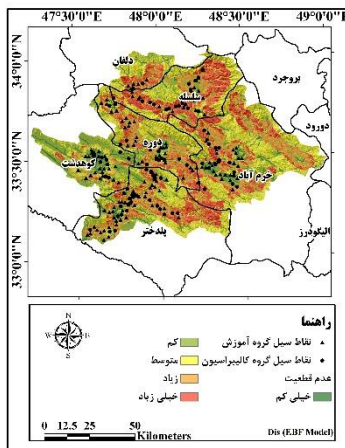 47°30'0"E 48°0'0"E 48°30'0"E 49°0'0"E
34°0'0"N
33°30'0"N
33°0'0"N
دلفان
بروجرد
سلسله
دورود
دوره
کوهدشت
خرم آباد
الیگودرز
پلدختر
راهنما
نقاط سیل گروه آموزش
کم
نقاط سیل گروه کالیبراسیون
متوسط
عدم قطعیت
زیاد
خیلی کم
خیلی زیاد
0 12.5 25 50
Kilometers
Dis (EBF Model)